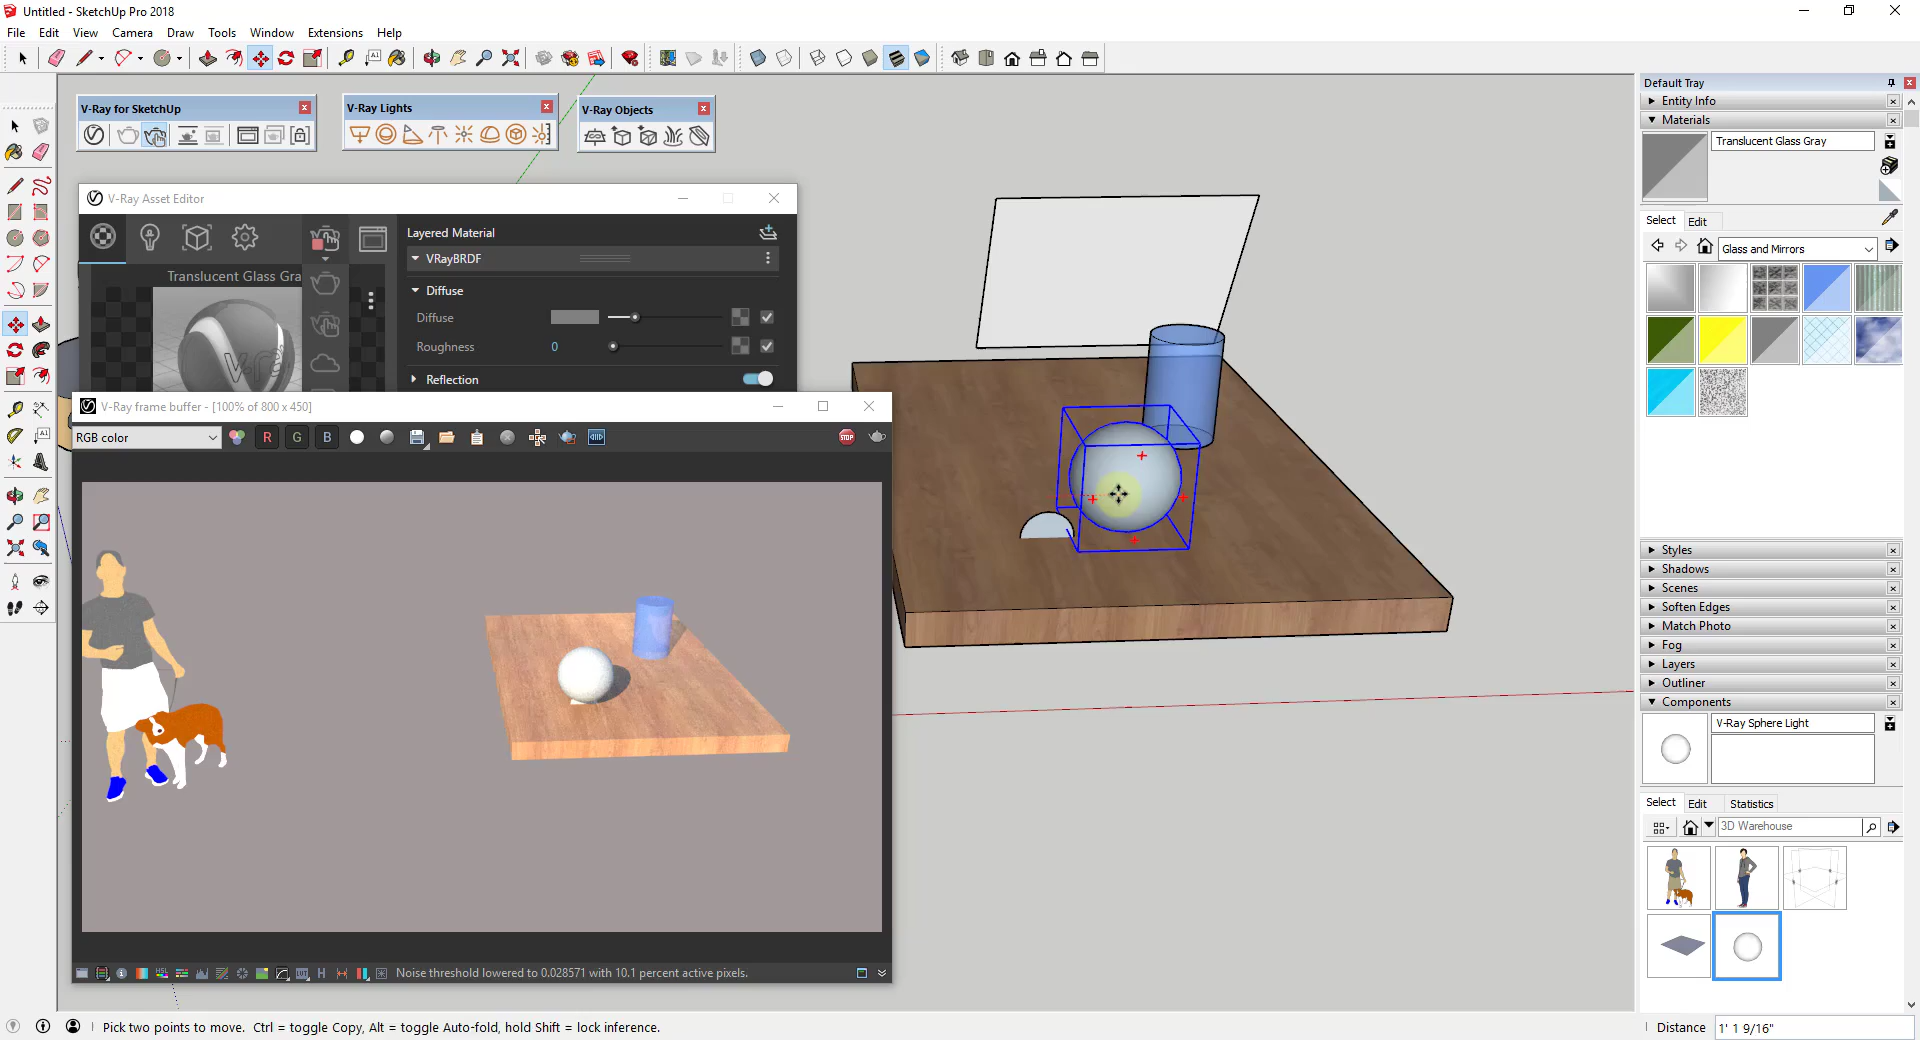 Untitled - SketchUp Pro 2018
File Edit View Camera Draw Tools Window Extensions Help
V-Ray for SketchUp
V-Ray Lights
V-Ray Objects
V-Ray Asset Editor
Translucent Glass Gra
Layered Material
VRayBRDF
Diffuse
Diffuse
Roughness 0
Reflection
V-Ray frame buffer - [100% of 800 x 450]
RGB color
R G B
STOP
HSL
LUT
H
Noise threshold lowered to 0.028571 with 10.1 percent active pixels.
Pick two points to move. Ctrl = toggle Copy, Alt = toggle Auto-fold, hold Shift = lock inference.
Default Tray
Entity Info
Materials
Translucent Glass Gray
Select Edit
Glass and Mirrors
Styles
Shadows
Scenes
Soften Edges
Match Photo
Fog
Layers
Outliner
Components
V-Ray Sphere Light
Select Edit Statistics
3D Warehouse
Distance 1' 1 9/16"